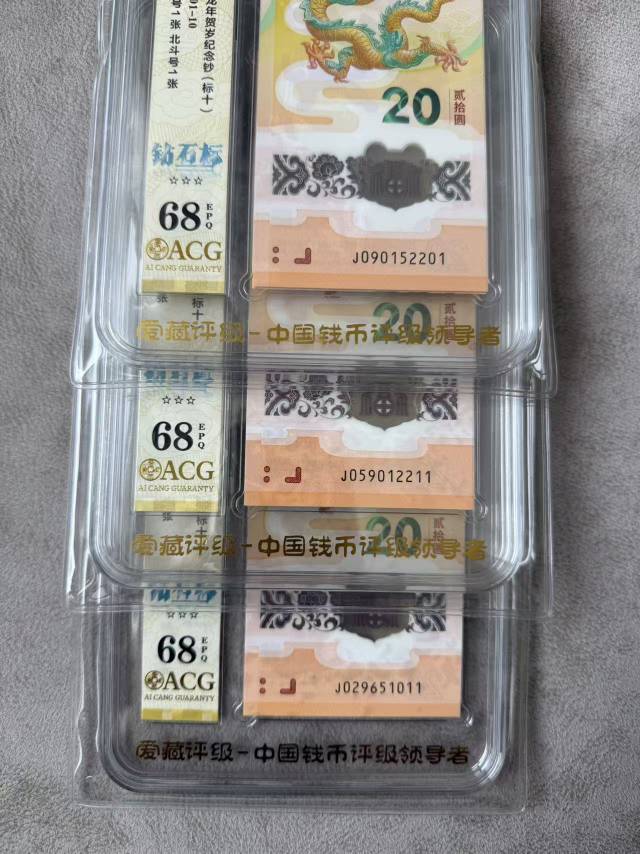 龙年贺岁纪念钞（标十）
01-10
号1张 北斗号1张
钻石标
☆☆☆
68 EPQ
ACG
AI CANG GUARANTY
20 贰拾圆
J090152201
标十
张
20 贰
爱藏评级-中国钱币评级领导者
☆☆☆
68 EPQ
ACG
AI CANG GUARANTY
J059012211
张
标十
20 贰拾圆
爱藏评级-中国钱币评级领导者
☆☆☆
68 EPQ
ACG
AI CANG GUARANTY
J029651011
爱藏评级-中国钱币评级领导者